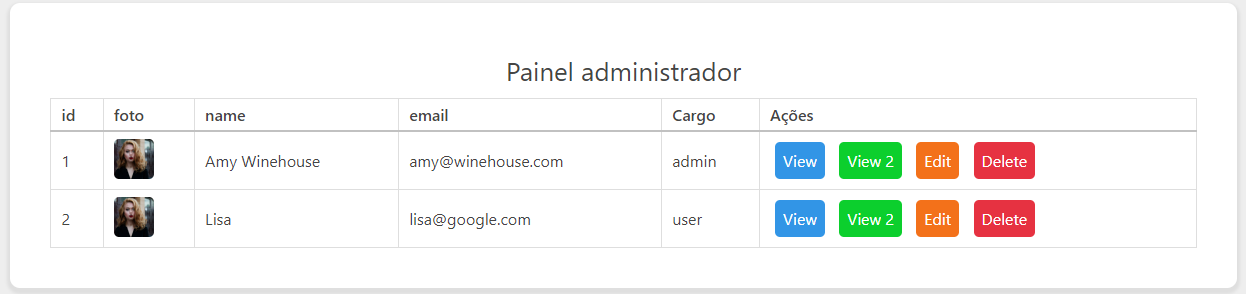 Painel administrador
id foto name email Cargo Ações
1 Amy Winehouse amy@winehouse.com admin View View 2 Edit Delete
2 Lisa lisa@google.com user View View 2 Edit Delete